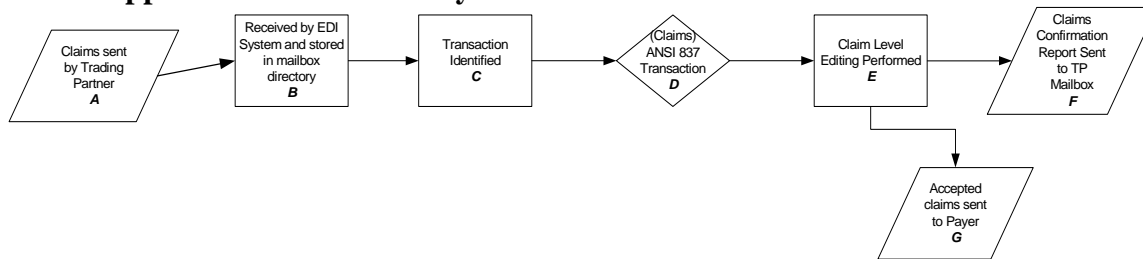 Claims sent
by Trading
Partner
A
Received by EDI
System and stored
in mailbox
directory
B
Transaction
Identified
C
(Claims)
ANSI 837
Transaction
D
Claim Level
Editing Performed
E
Claims
Confirmation
Report Sent
to TP
Mailbox
F
Accepted
claims sent
to Payer
G